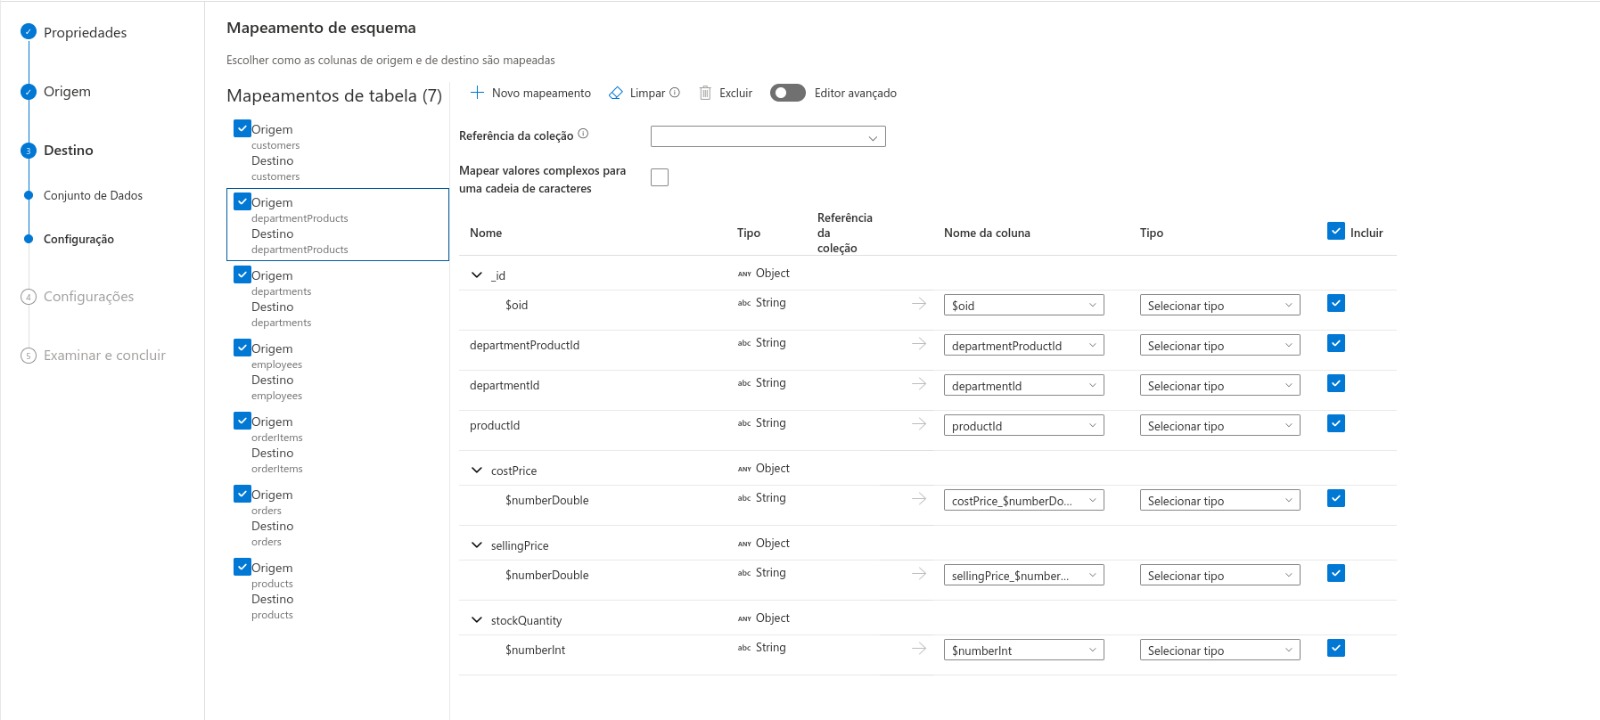 Propriedades
Origem
3 Destino
Conjunto de Dados
Configuração
4 Configurações
5 Examinar e concluir
Mapeamento de esquema
Escolher como as colunas de origem e de destino são mapeadas
Mapeamentos de tabela (7)
Origem
customers
Destino
customers
Origem
departmentProducts
Destino
departmentProducts
Origem
departments
Destino
departments
Origem
employees
Destino
employees
Origem
orderItems
Destino
orderItems
Origem
orders
Destino
orders
Origem
products
Destino
products
Novo mapeamento Limpar Excluir Editor avançado
Referência da coleção
Mapear valores complexos para
uma cadeia de caracteres
Nome Tipo Referência da coleção Nome da coluna Tipo Incluir
_id ANY Object
$oid abc String $oid Selecionar tipo
departmentProductId abc String departmentProductId Selecionar tipo
departmentId abc String departmentId Selecionar tipo
productId abc String productId Selecionar tipo
costPrice ANY Object
$numberDouble abc String costPrice_$numberDo... Selecionar tipo
sellingPrice ANY Object
$numberDouble abc String sellingPrice_$number... Selecionar tipo
stockQuantity ANY Object
$numberInt abc String $numberInt Selecionar tipo